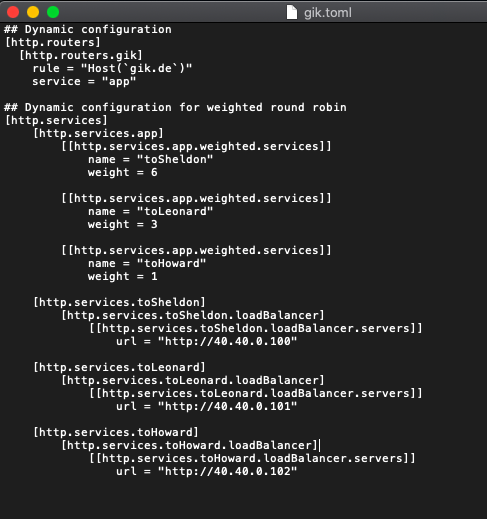 gik.toml
## Dynamic configuration
[http.routers]
  [http.routers.gik]
    rule = "Host(`gik.de`)"
    service = "app"

## Dynamic configuration for weighted round robin
[http.services]
    [http.services.app]
        [[http.services.app.weighted.services]]
            name = "toSheldon"
            weight = 6

        [[http.services.app.weighted.services]]
            name = "toLeonard"
            weight = 3

        [[http.services.app.weighted.services]]
            name = "toHoward"
            weight = 1

    [http.services.toSheldon]
        [http.services.toSheldon.loadBalancer]
            [[http.services.toSheldon.loadBalancer.servers]]
                url = "http://40.40.0.100"

    [http.services.toLeonard]
        [http.services.toLeonard.loadBalancer]
            [[http.services.toLeonard.loadBalancer.servers]]
                url = "http://40.40.0.101"

    [http.services.toHoward]
        [http.services.toHoward.loadBalancer]
            [[http.services.toHoward.loadBalancer.servers]]
                url = "http://40.40.0.102"